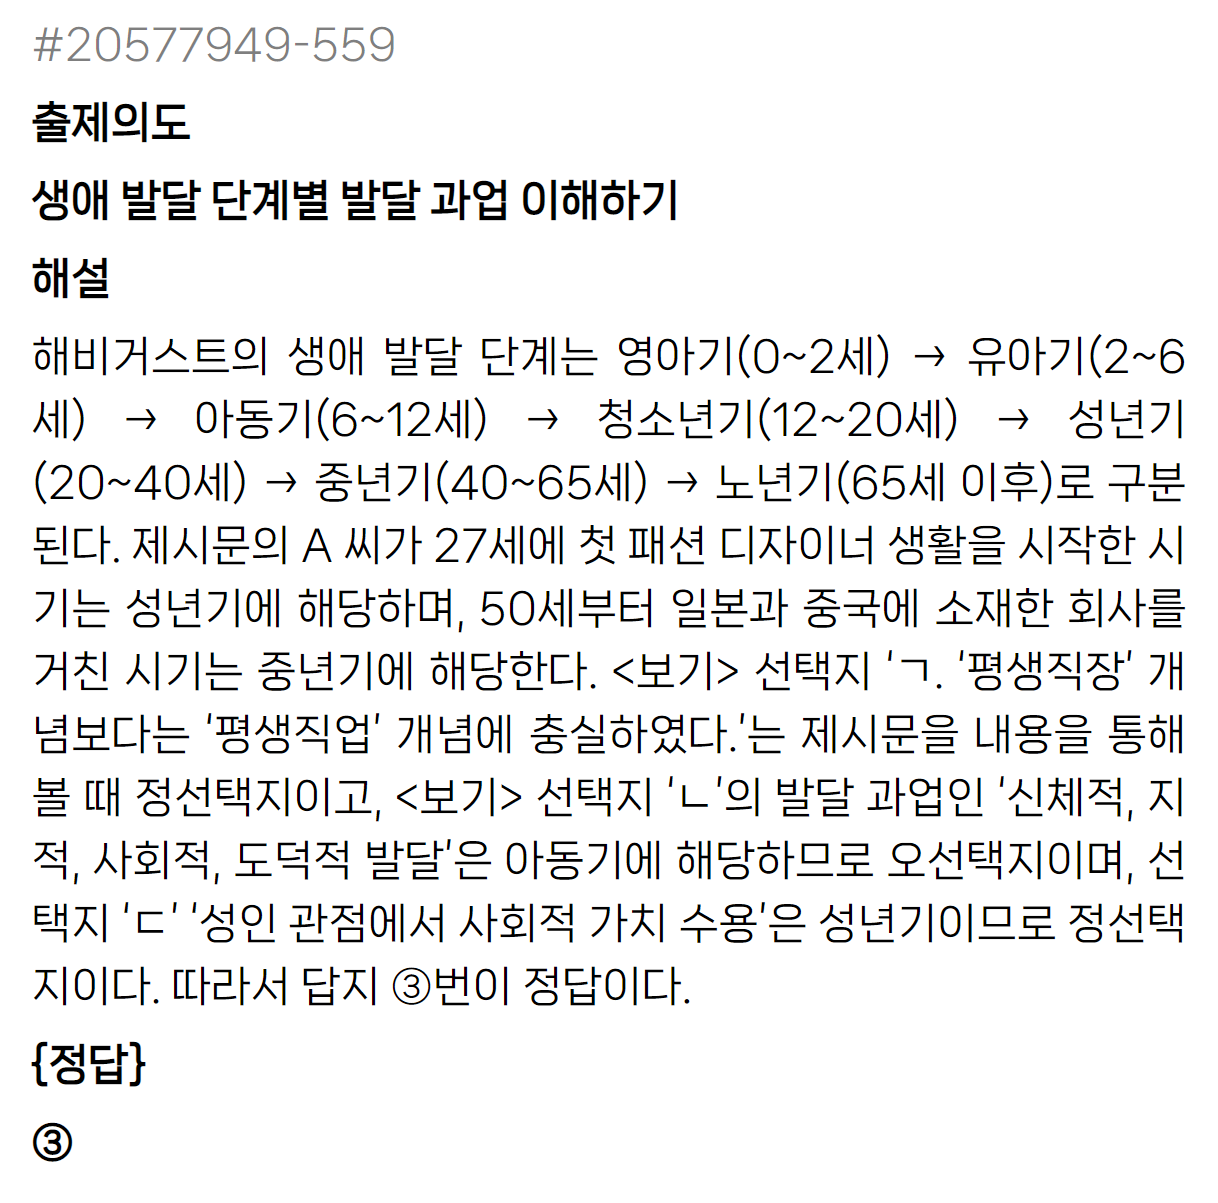 #20577949-559
출제의도
생애 발달 단계별 발달 과업 이해하기
해설
해비거스트의 생애 발달 단계는 영아기(0~2세) → 유아기(2~6
세) → 아동기(6~12세) → 청소년기(12~20세) → 성년기
(20~40세) → 중년기(40~65세) → 노년기(65세 이후)로 구분
된다. 제시문의 A 씨가 27세에 첫 패션 디자이너 생활을 시작한 시
기는 성년기에 해당하며, 50세부터 일본과 중국에 소재한 회사를
거친 시기는 중년기에 해당한다. <보기> 선택지 ‘ㄱ. ‘평생직장’ 개
념보다는 ‘평생직업’ 개념에 충실하였다.’는 제시문을 내용을 통해
볼 때 정선택지이고, <보기> 선택지 ‘ㄴ’의 발달 과업인 ‘신체적, 지
적, 사회적, 도덕적 발달’은 아동기에 해당하므로 오선택지이며, 선
택지 ‘ㄷ’ ‘성인 관점에서 사회적 가치 수용’은 성년기이므로 정선택
지이다. 따라서 답지 ③번이 정답이다.
{정답}
③